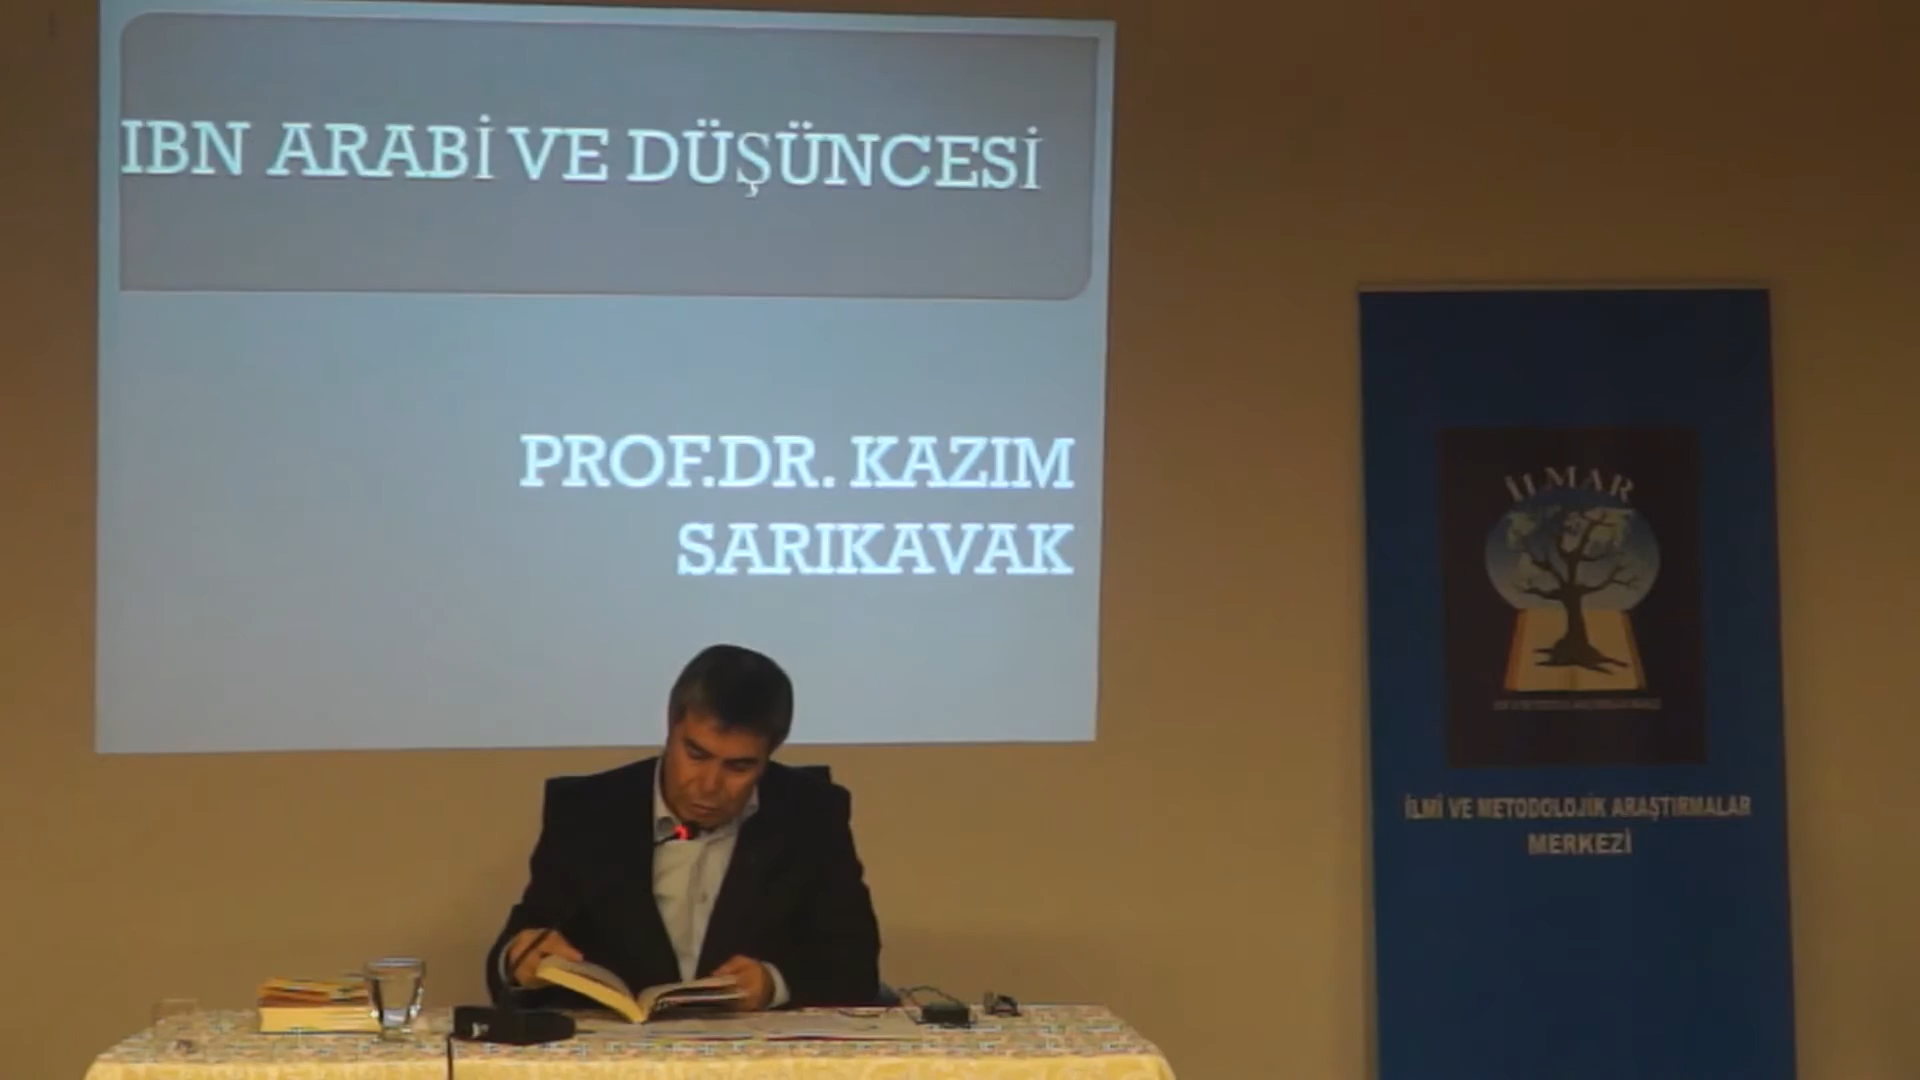 IBN ARABİ VE DÜŞÜNCESİ
PROF.DR. KAZIM
SARIKAVAK
İLMAR
İLMİ VE METODOLOJİK ARAŞTIRMALAR
MERKEZİ